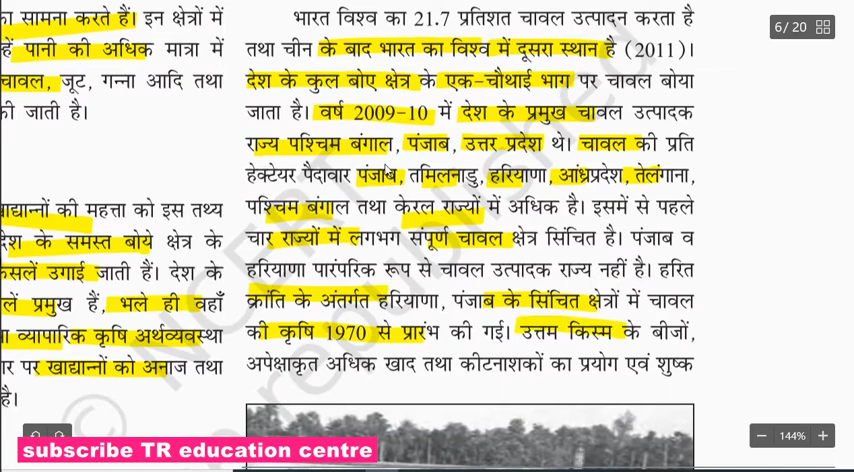 का सामना करते हैं। इन क्षेत्रों में
हें पानी की अधिक मात्रा में
चावल, जूट, गन्ना आदि तथा
की जाती है।
ाद्यान्नों की महत्ता को इस तथ्य
देश के समस्त बोये क्षेत्र के
फसलें उगाई जाती हैं। देश के
लें प्रमुख हैं, भले ही वहाँ
ा व्यापारिक कृषि अर्थव्यवस्था
ार पर खाद्यान्नों को अनाज तथा
है।
भारत विश्व का 21.7 प्रतिशत चावल उत्पादन करता है
तथा चीन के बाद भारत का विश्व में दूसरा स्थान है (2011)।
देश के कुल बोए क्षेत्र के एक-चौथाई भाग पर चावल बोया
जाता है। वर्ष 2009-10 में देश के प्रमुख चावल उत्पादक
राज्य पश्चिम बंगाल, पंजाब, उत्तर प्रदेश थे। चावल की प्रति
हेक्टेयर पैदावार पंजाब, तमिलनाडु, हरियाणा, आंध्रप्रदेश, तेलंगाना,
पश्चिम बंगाल तथा केरल राज्यों में अधिक है। इसमें से पहले
चार राज्यों में लगभग संपूर्ण चावल क्षेत्र सिंचित है। पंजाब व
हरियाणा पारंपरिक रूप से चावल उत्पादक राज्य नहीं है। हरित
क्रांति के अंतर्गत हरियाणा, पंजाब के सिंचित क्षेत्रों में चावल
की कृषि 1970 से प्रारंभ की गई। उत्तम किस्म के बीजों,
अपेक्षाकृत अधिक खाद तथा कीटनाशकों का प्रयोग एवं शुष्क
6/20
144%
subscribe TR education centre
© NCERT
republished